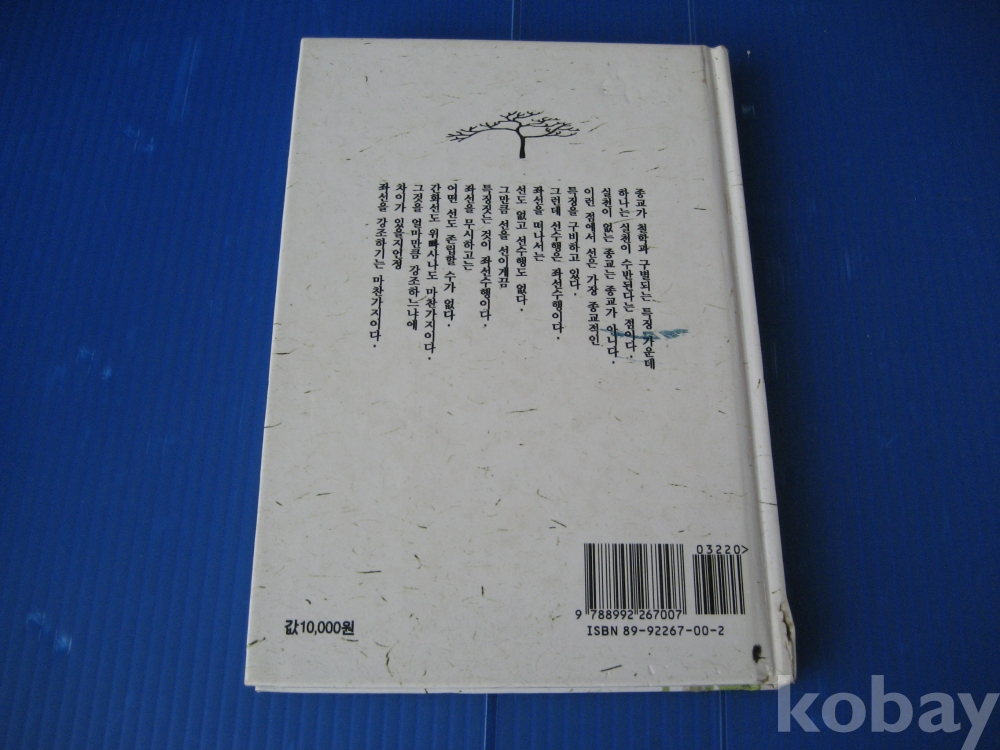 종교가 철학과 구별되는 특징 가운데
하나는 실천이 수반된다는 점이다.
실천이 없는 종교는 종교가 아니다.
이런 점에서 선은 가장 종교적인
특징을 구비하고 있다.
그런데 선수행은 좌선수행이다.
좌선을 떠나서는
선도 없고 선수행도 없다.
그만큼 선을 선이게끔
특징짓는 것이 좌선수행이다.
좌선을 무시하고는
어떤 선도 존립할 수가 없다.
간화선도 위빠사나도 마찬가지이다.
그것을 얼마만큼 강조하느냐에
차이가 있을지언정
좌선을 강조하기는 마찬가지이다.
03220>
9 788992 267007
ISBN 89-92267-00-2
값10,000원
kobay